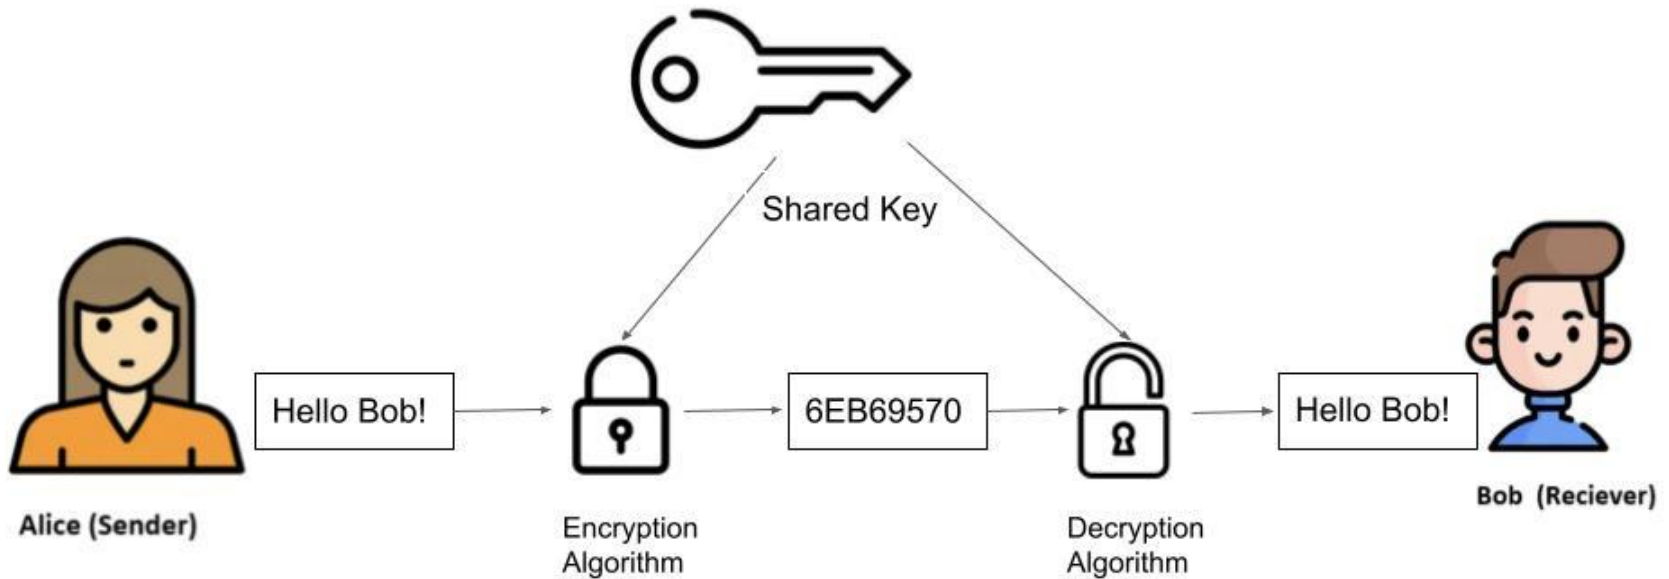 Shared Key
Hello Bob!
6EB69570
Hello Bob!
Alice (Sender)
Encryption
Algorithm
Decryption
Algorithm
Bob (Reciever)